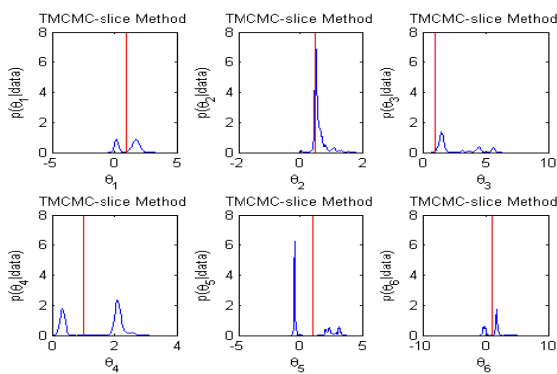 TMCMC-slice Method
p(θ1|data)
8
6
4
2
0
-5 0 5
θ1
TMCMC-slice Method
p(θ2|data)
8
6
4
2
0
-2 0 2
θ2
TMCMC-slice Method
p(θ3|data)
8
6
4
2
0
0 5 10
θ3
TMCMC-slice Method
p(θ4|data)
8
6
4
2
0
0 2 4
θ4
TMCMC-slice Method
p(θ5|data)
8
6
4
2
0
-5 0 5
θ5
TMCMC-slice Method
p(θ6|data)
8
6
4
2
0
-10 0 10
θ6